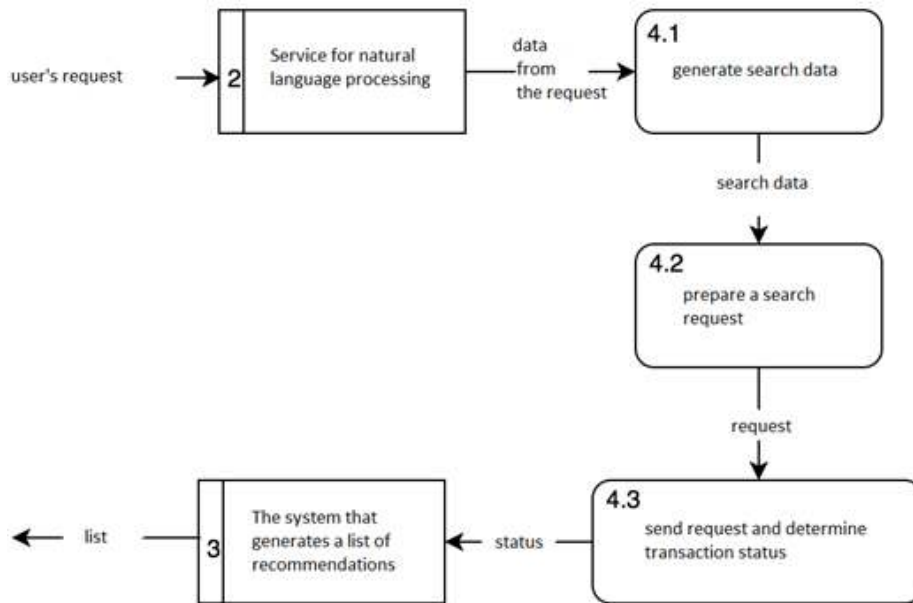 user's request
2
Service for natural
language processing
data
from
the request
4.1
generate search data
search data
4.2
prepare a search
request
request
4.3
send request and determine
transaction status
status
3
The system that
generates a list of
recommendations
list